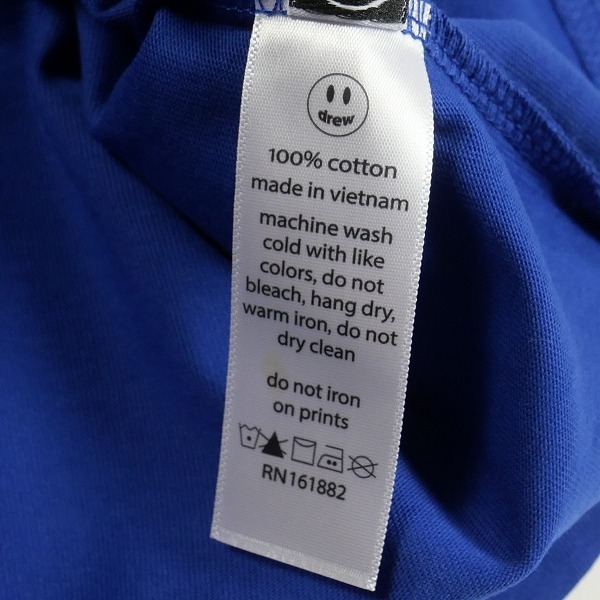 drew
100% cotton
made in vietnam
machine wash
cold with like
colors, do not
bleach, hang dry,
warm iron, do not
dry clean
do not iron
on prints
RN161882